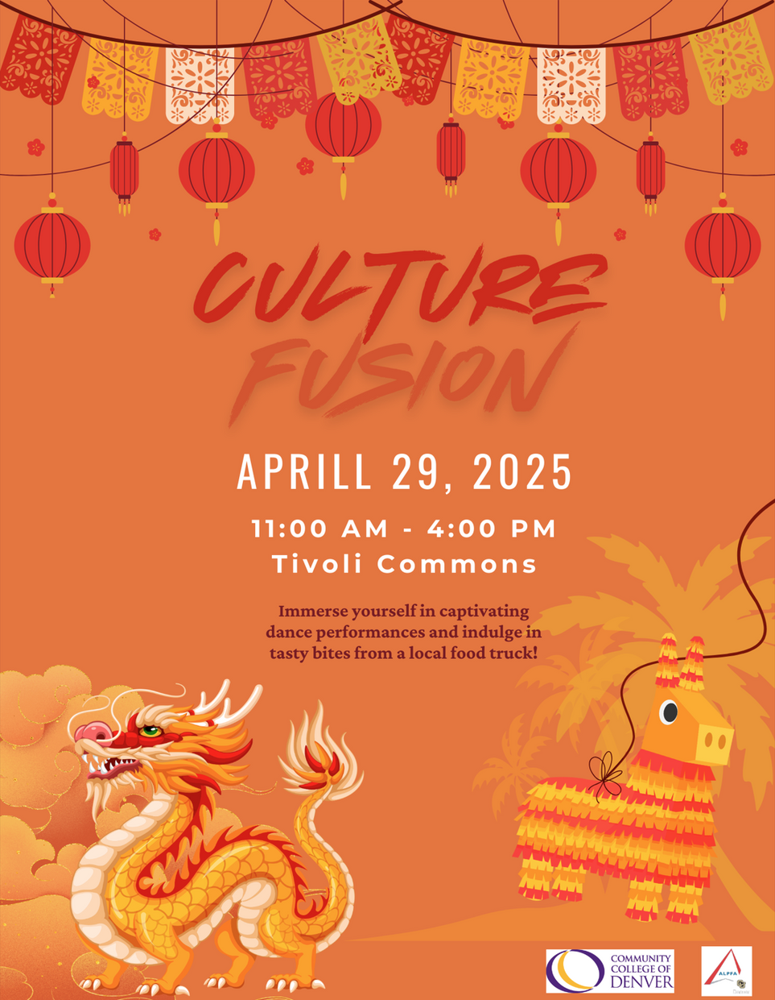 CULTURE
FUSION
APRILL 29, 2025
11:00 AM - 4:00 PM
Tivoli Commons
Immerse yourself in captivating
dance performances and indulge in
tasty bites from a local food truck!
COMMUNITY
COLLEGE OF
DENVER
ALPFA